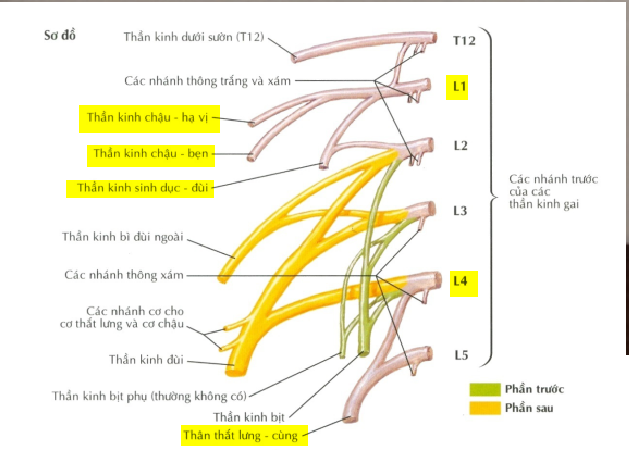 Sơ đồ
Thần kinh dưới sườn (T12)
T12
Các nhánh thông trắng và xám
L1
Thần kinh chậu - hạ vị
Thần kinh chậu - bẹn
L2
Thần kinh sinh dục - đùi
Các nhánh trước
của các
thần kinh gai
L3
Thần kinh bì đùi ngoài
Các nhánh thông xám
L4
Các nhánh cơ cho
cơ thắt lưng và cơ chậu
Thần kinh đùi
L5
Thần kinh bịt phụ (thường không có)
Phần trước
Thần kinh bịt
Phần sau
Thân thắt lưng - cùng